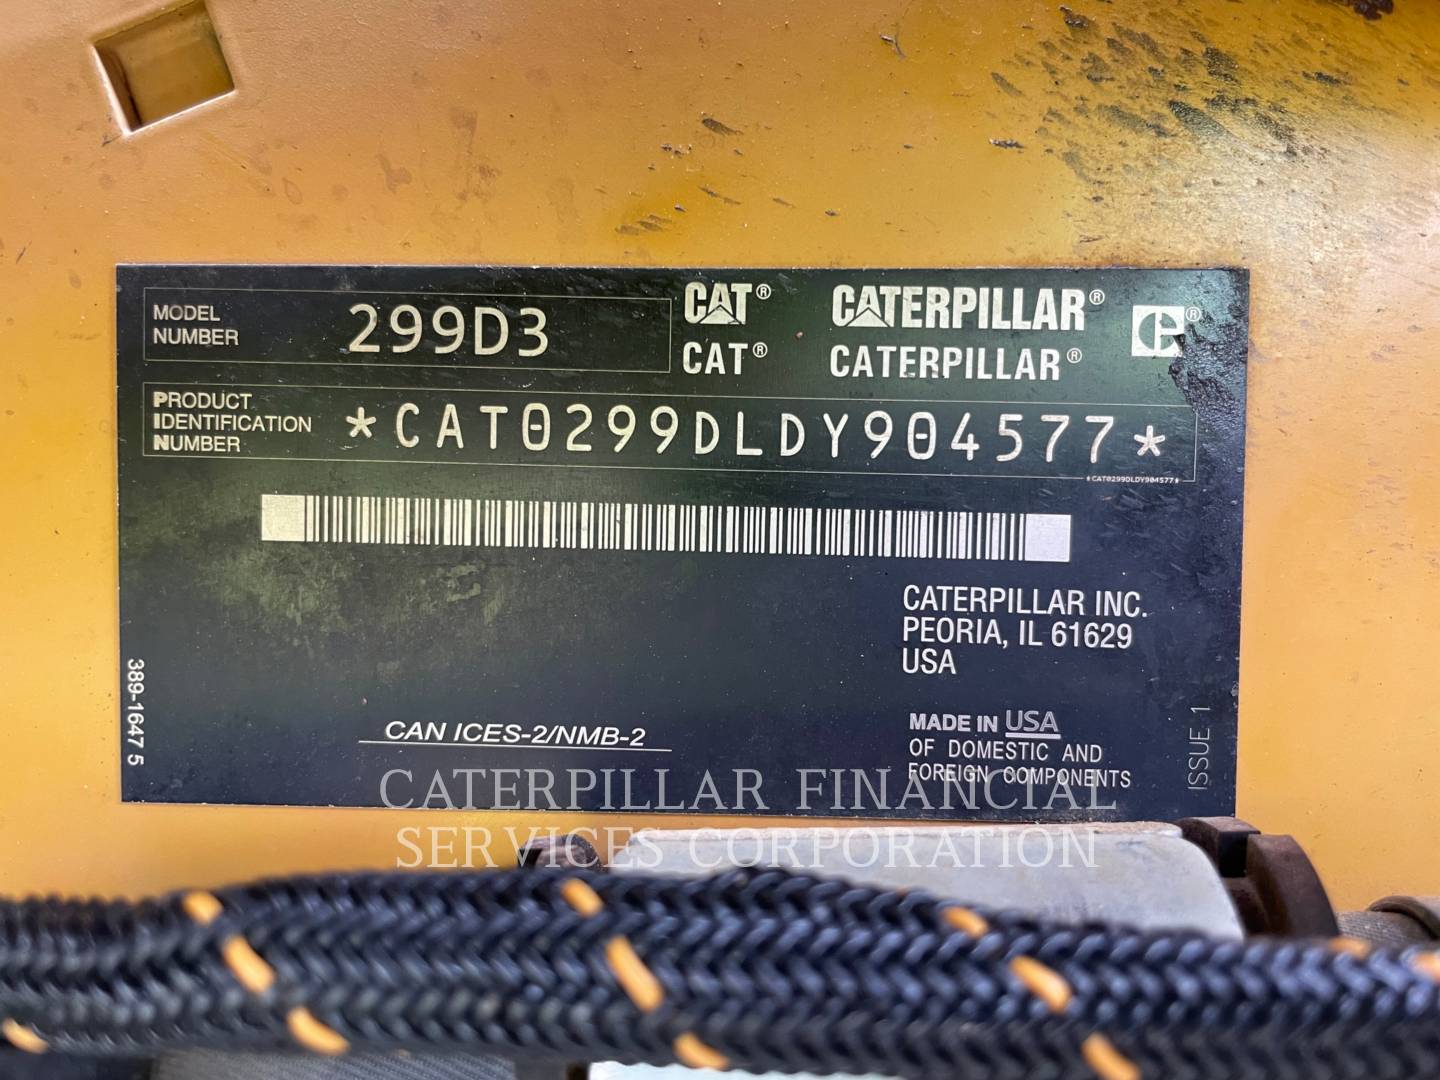 MODEL
NUMBER
299D3
CAT® CATERPILLAR® C®
CAT® CATERPILLAR®
PRODUCT
IDENTIFICATION
NUMBER
*CAT0299DLDY904577*
*CAT0299DLDY904577*
CATERPILLAR INC.
PEORIA, IL 61629
USA
389-1647 5
CAN ICES-2/NMB-2
MADE IN USA
OF DOMESTIC AND
FOREIGN COMPONENTS
ISSUE 1
CATERPILLAR FINANCIAL
SERVICES CORPORATION